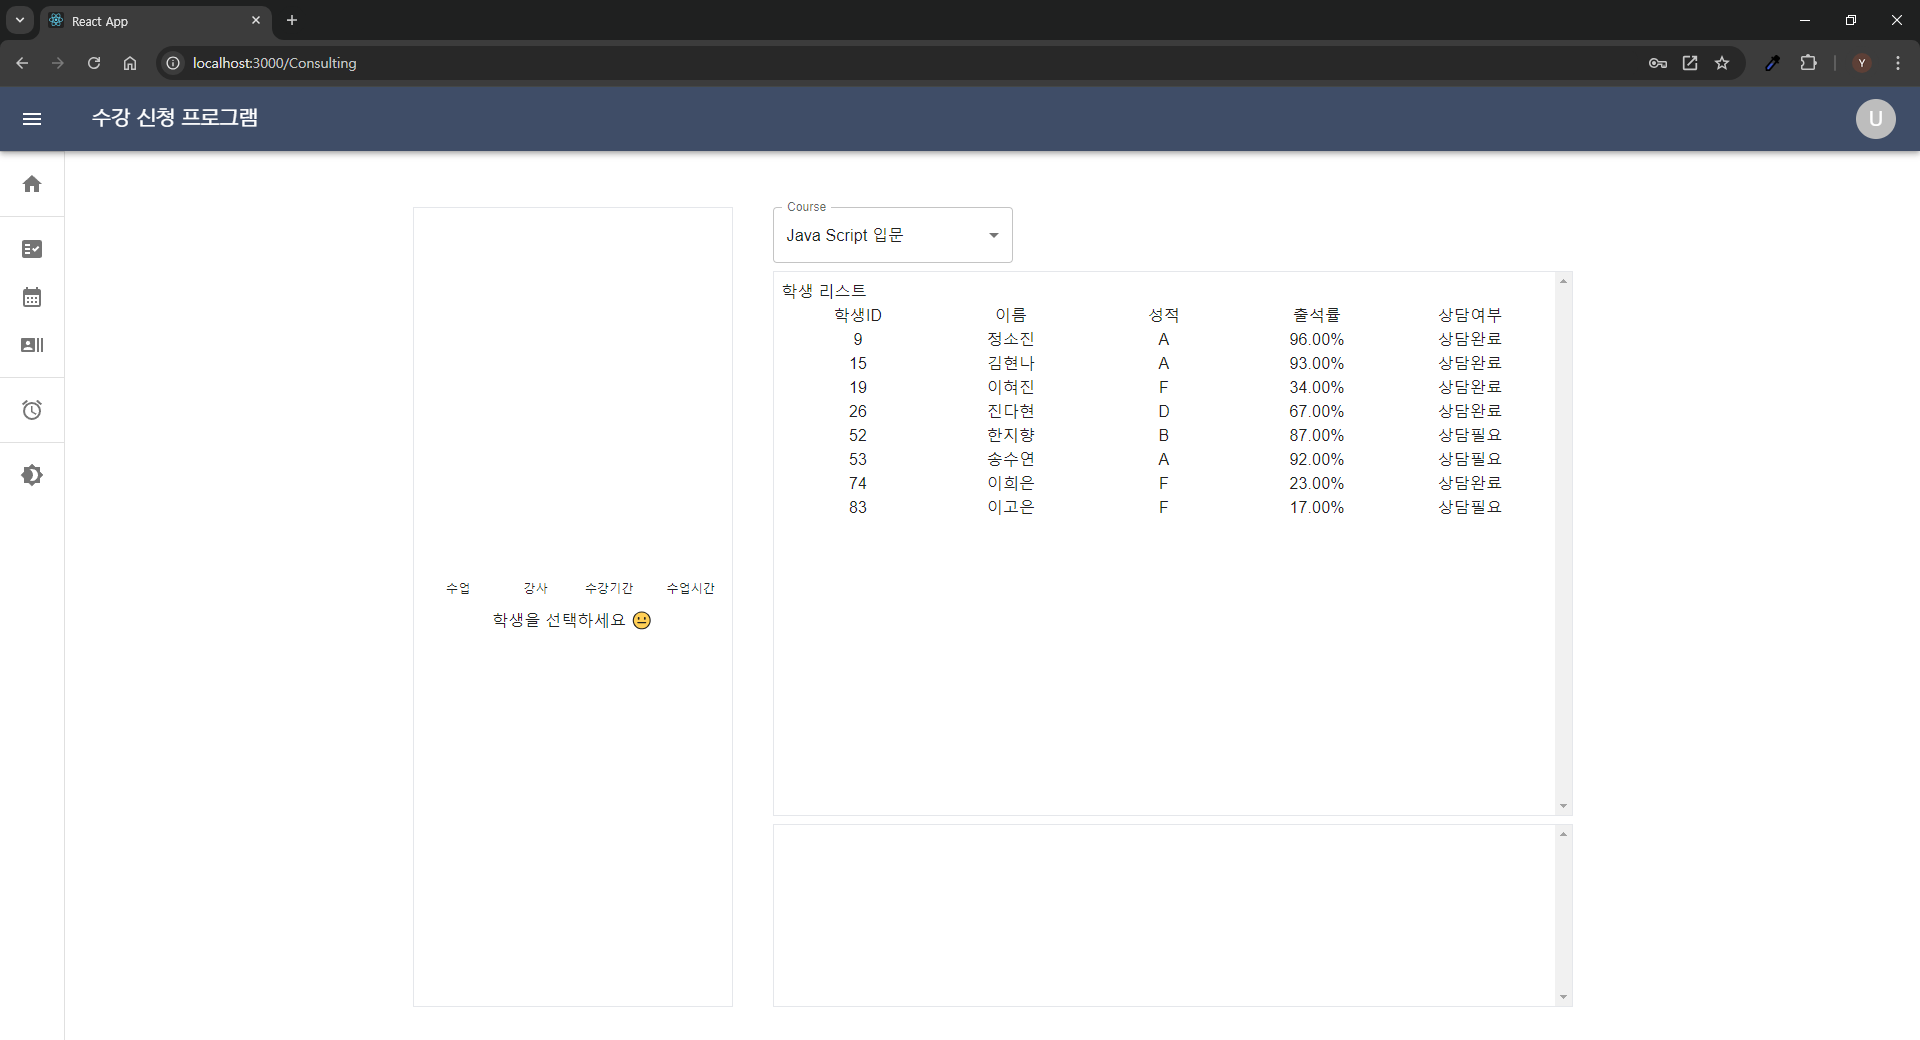 React App
localhost:3000/Consulting
Y
수강 신청 프로그램
U
수업 강사 수강기간 수업시간
학생을 선택하세요 😐
Course
Java Script 입문
학생 리스트
학생ID 이름 성적 출석률 상담여부
9 정소진 A 96.00% 상담완료
15 김현나 A 93.00% 상담완료
19 이혀진 F 34.00% 상담완료
26 진다현 D 67.00% 상담완료
52 한지향 B 87.00% 상담필요
53 송수연 A 92.00% 상담필요
74 이희은 F 23.00% 상담완료
83 이고은 F 17.00% 상담필요